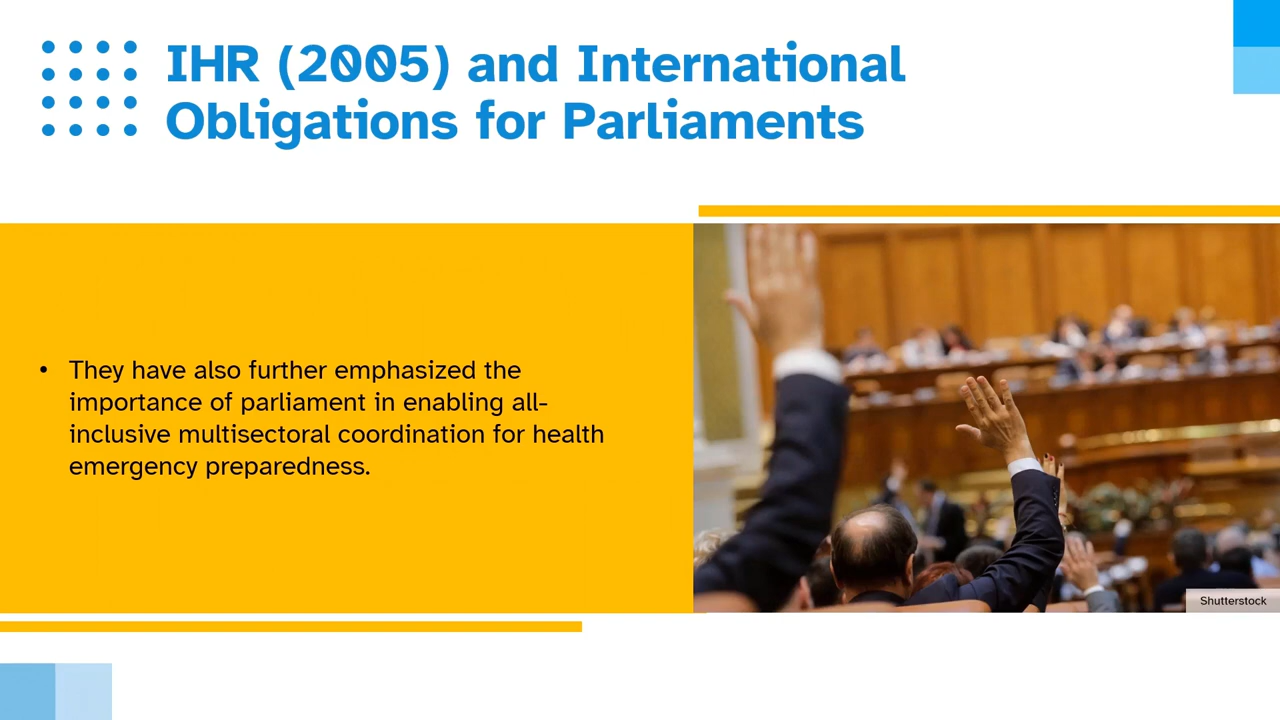 IHR (2005) and International
Obligations for Parliaments
• They have also further emphasized the
importance of parliament in enabling all-
inclusive multisectoral coordination for health
emergency preparedness.
Shutterstock